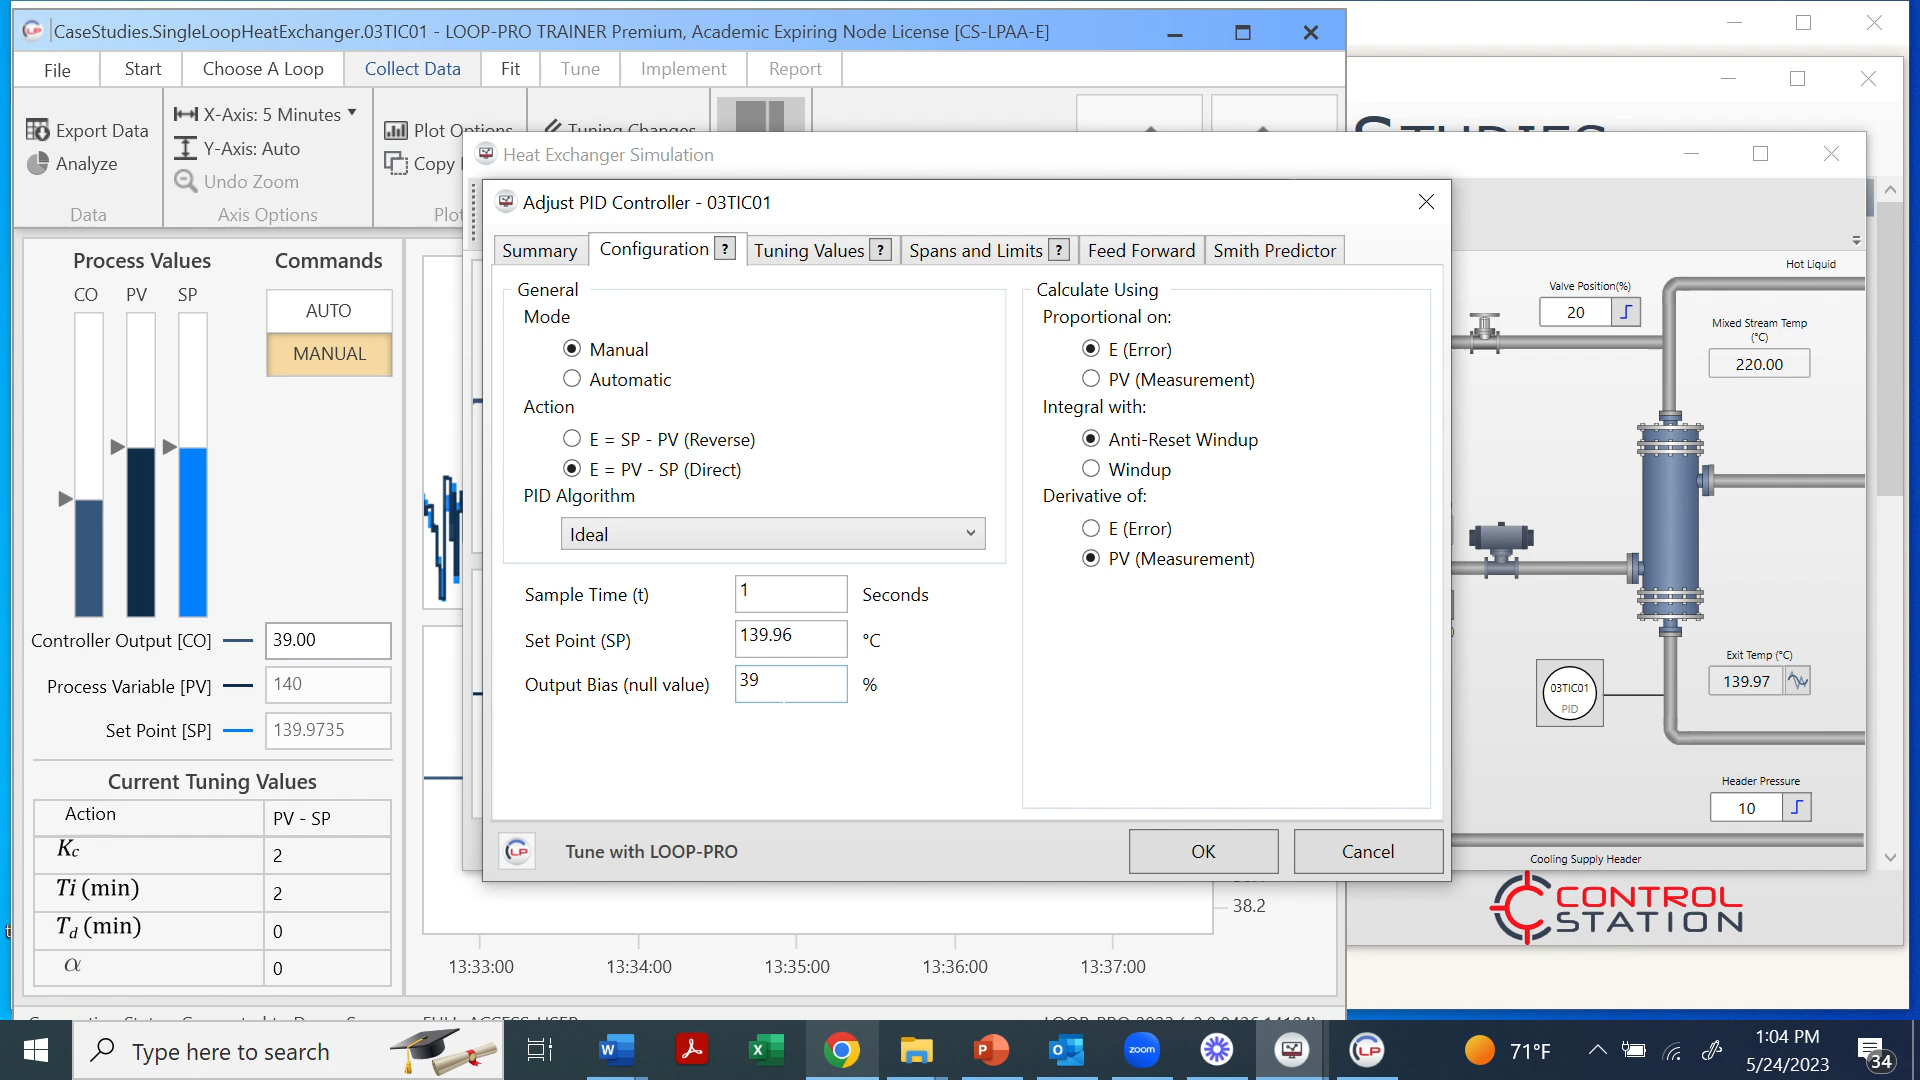 CaseStudies.SingleLoopHeatExchanger.03TIC01 - LOOP-PRO TRAINER Premium, Academic Expiring Node License [CS-LPAA-E]
File Start Choose A Loop Collect Data Fit Tune Implement Report
Export Data
Analyze
Data
X-Axis: 5 Minutes
Y-Axis: Auto
Undo Zoom
Axis Options
Plot Options
Copy
Plot
Tuning Changes
STUDIES
Heat Exchanger Simulation
Adjust PID Controller - 03TIC01
Summary Configuration ? Tuning Values ? Spans and Limits ? Feed Forward Smith Predictor
General
Mode
Manual
Automatic
Action
E = SP - PV (Reverse)
E = PV - SP (Direct)
PID Algorithm
Ideal
Sample Time (t) 1 Seconds
Set Point (SP) 139.96 °C
Output Bias (null value) 39 %
Calculate Using
Proportional on:
E (Error)
PV (Measurement)
Integral with:
Anti-Reset Windup
Windup
Derivative of:
E (Error)
PV (Measurement)
LP Tune with LOOP-PRO
OK Cancel
Process Values Commands
CO PV SP
AUTO
MANUAL
Controller Output [CO] 39.00
Process Variable [PV] 140
Set Point [SP] 139.9735
Current Tuning Values
Action PV - SP
Kc 2
Ti (min) 2
Td (min) 0
α 0
38.2
13:33:00 13:34:00 13:35:00 13:36:00 13:37:00
Hot Liquid
Valve Position(%)
20
Mixed Stream Temp
(°C)
220.00
Exit Temp (°C)
139.97
03TIC01
PID
Header Pressure
10
Cooling Supply Header
CONTROL
STATION
Type here to search
zoom
71°F
1:04 PM
5/24/2023
34